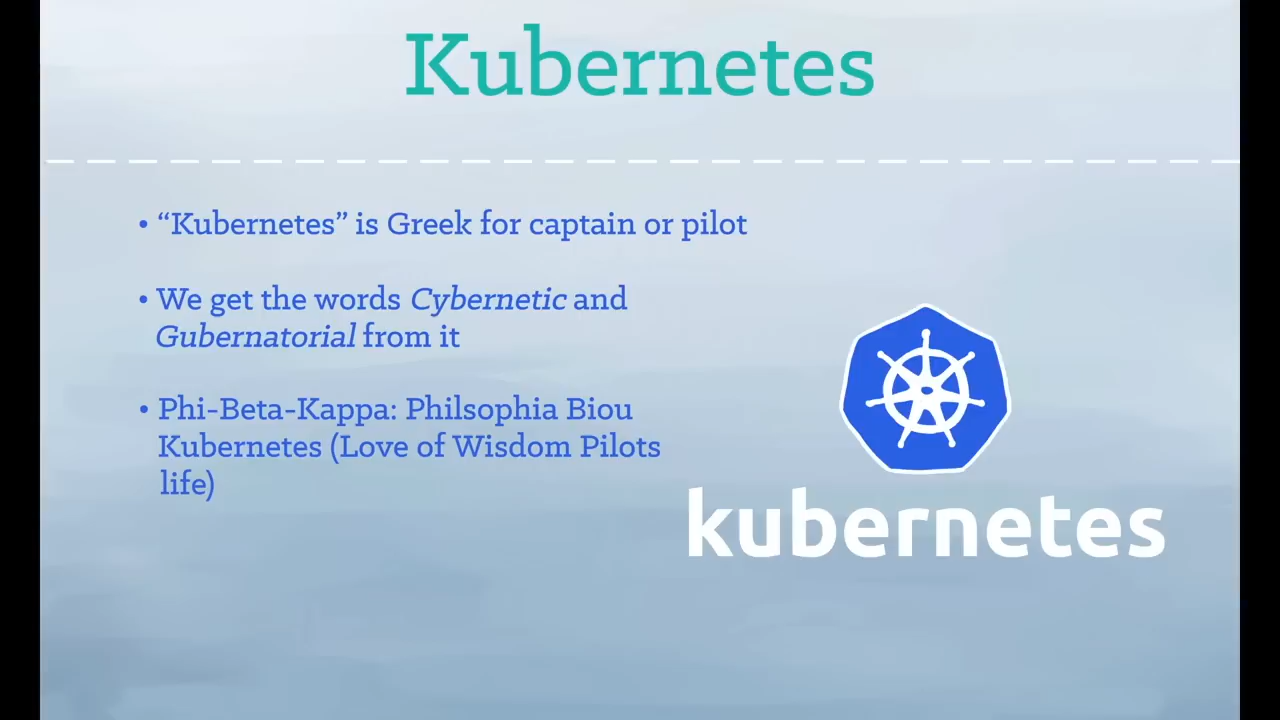 Kubernetes
• “Kubernetes” is Greek for captain or pilot
• We get the words Cybernetic and
Gubernatorial from it
• Phi-Beta-Kappa: Philsophia Biou
Kubernetes (Love of Wisdom Pilots
life)
kubernetes